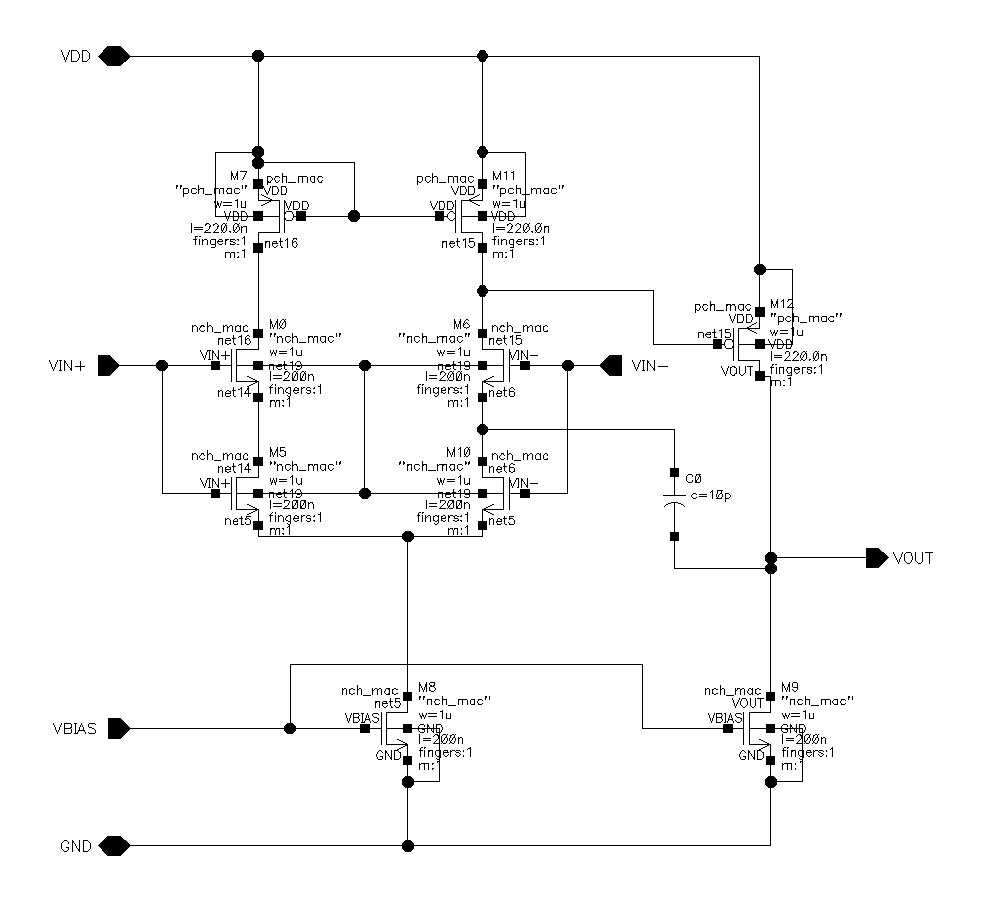 VDD
M7
pch_mac
"pch_mac"
VDD
w=1u
VDD
VDD
l=220.0n
fingers:1
net16
m:1
pch_mac
M11
VDD
"pch_mac"
w=1u
VDD
VDD
l=220.0n
net15
fingers:1
m:1
pch_mac
M12
VDD
"pch_mac"
w=1u
net15
VDD
l=220.0n
VOUT
fingers:1
m:1
nch_mac
M0
net16
"nch_mac"
w=1u
VIN+
net19
l=200n
fingers:1
net14
m:1
M6
nch_mac
"nch_mac"
net15
w=1u
VIN-
net19
l=200n
fingers:1
net6
m:1
VIN+
VIN-
nch_mac
M5
net14
"nch_mac"
w=1u
VIN+
net19
l=200n
fingers:1
net5
m:1
M10
nch_mac
"nch_mac"
net6
w=1u
VIN-
net19
l=200n
fingers:1
net5
m:1
C0
c=10p
VOUT
nch_mac
M8
net5
"nch_mac"
w=1u
VBIAS
GND
l=200n
fingers:1
GND
nch_mac
M9
VOUT
"nch_mac"
w=1u
VBIAS
GND
l=200n
fingers:1
GND
VBIAS
GND